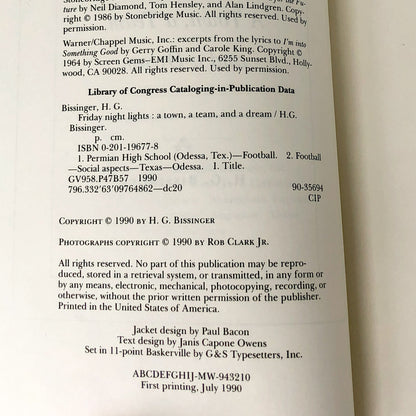 ture by Neil Diamond, Tom Hensley, and Alan Lindgren. Copyright
© 1986 by Stonebridge Music, Inc. All rights reserved. Used by
permission.
Warner/Chappel Music, Inc.: excerpts from the lyrics to I'm into
Something Good by Gerry Goffin and Carole King. Copyright ©
1964 by Screen Gems—EMI Music Inc., 6255 Sunset Blvd., Holly-
wood, CA 90028. All rights reserved. Used by permission.
Library of Congress Cataloging-in-Publication Data
Bissinger, H. G.
Friday night lights : a town, a team, and a dream / H.G.
Bissinger.
p. cm.
ISBN 0-201-19677-8
1. Permian High School (Odessa, Tex.)—Football. 2. Football
—Social aspects—Texas—Odessa. 1. Title.
GV958.P47B57 1990
796.332′63′09764862—dc20 90-35694
CIP
Copyright © 1990 by H. G. Bissinger
Photographs copyright © 1990 by Rob Clark Jr.
All rights reserved. No part of this publication may be repro-
duced, stored in a retrieval system, or transmitted, in any form or
by any means, electronic, mechanical, photocopying, recording, or
otherwise, without the prior written permission of the publisher.
Printed in the United States of America.
Jacket design by Paul Bacon
Text design by Janis Capone Owens
Set in 11-point Baskerville by G&S Typesetters, Inc.
ABCDEFGHIJ-MW-943210
First printing, July 1990